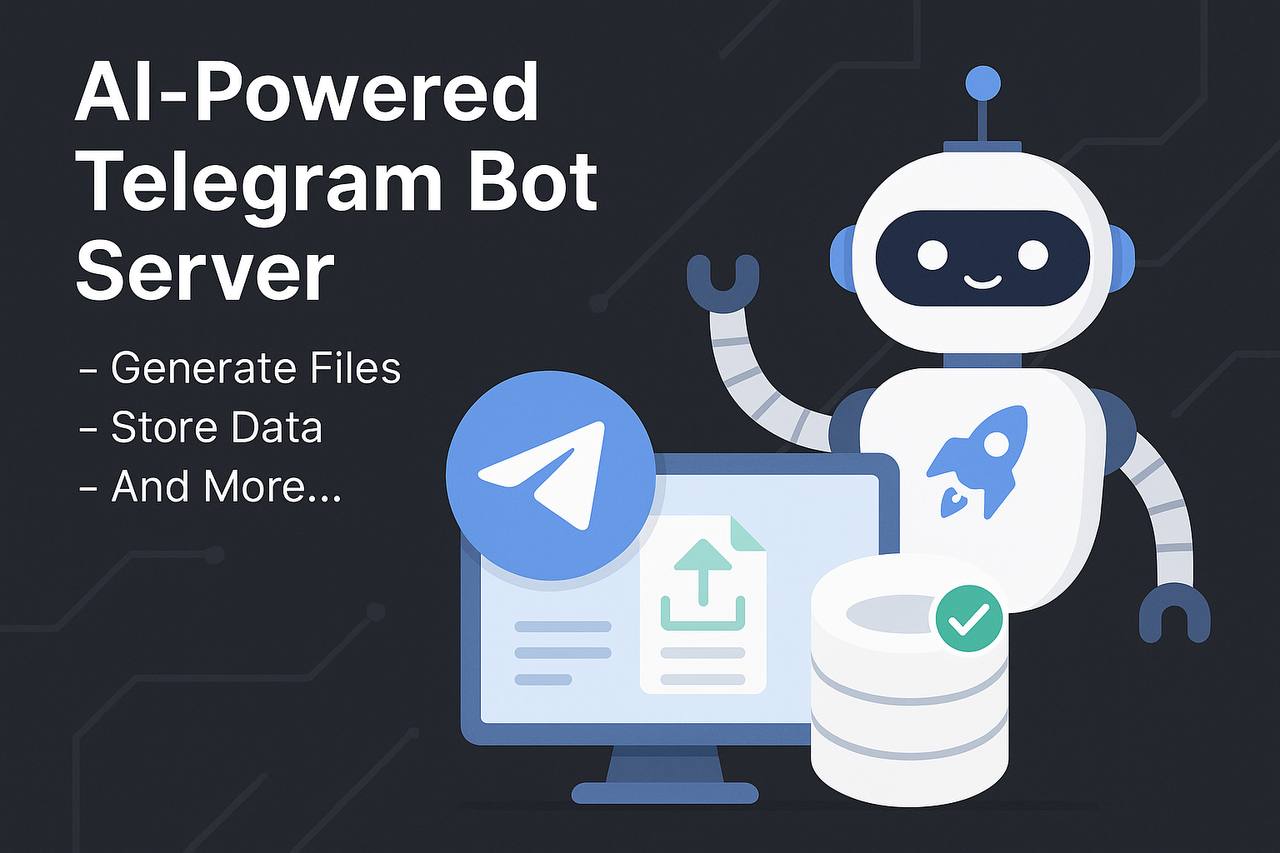 AI-Powered
Telegram Bot
Server
– Generate Files
– Store Data
– And More...